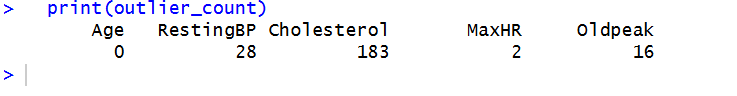 > print(outlier_count)
Age RestingBP Cholesterol MaxHR Oldpeak
0 28 183 2 16
>